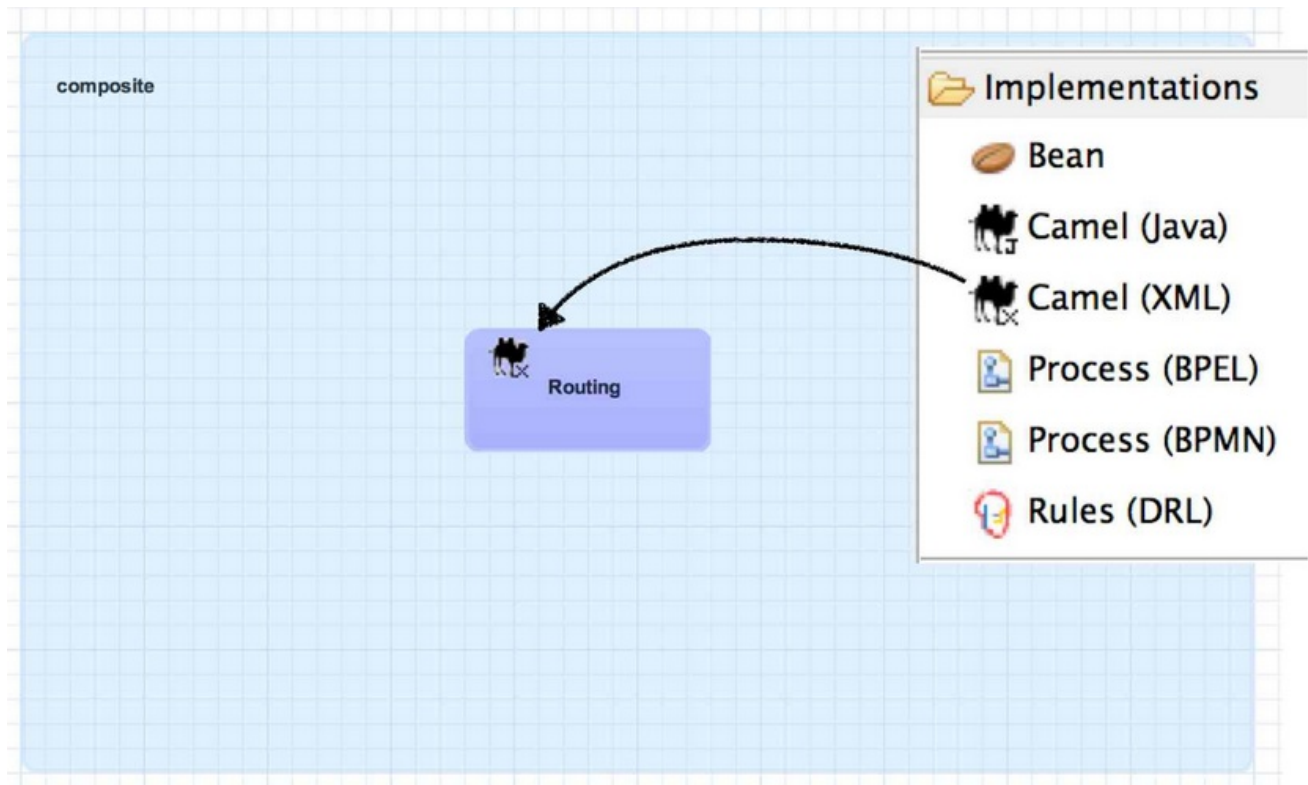 composite
Implementations
Bean
Camel (Java)
Camel (XML)
Process (BPEL)
Process (BPMN)
Rules (DRL)
Routing